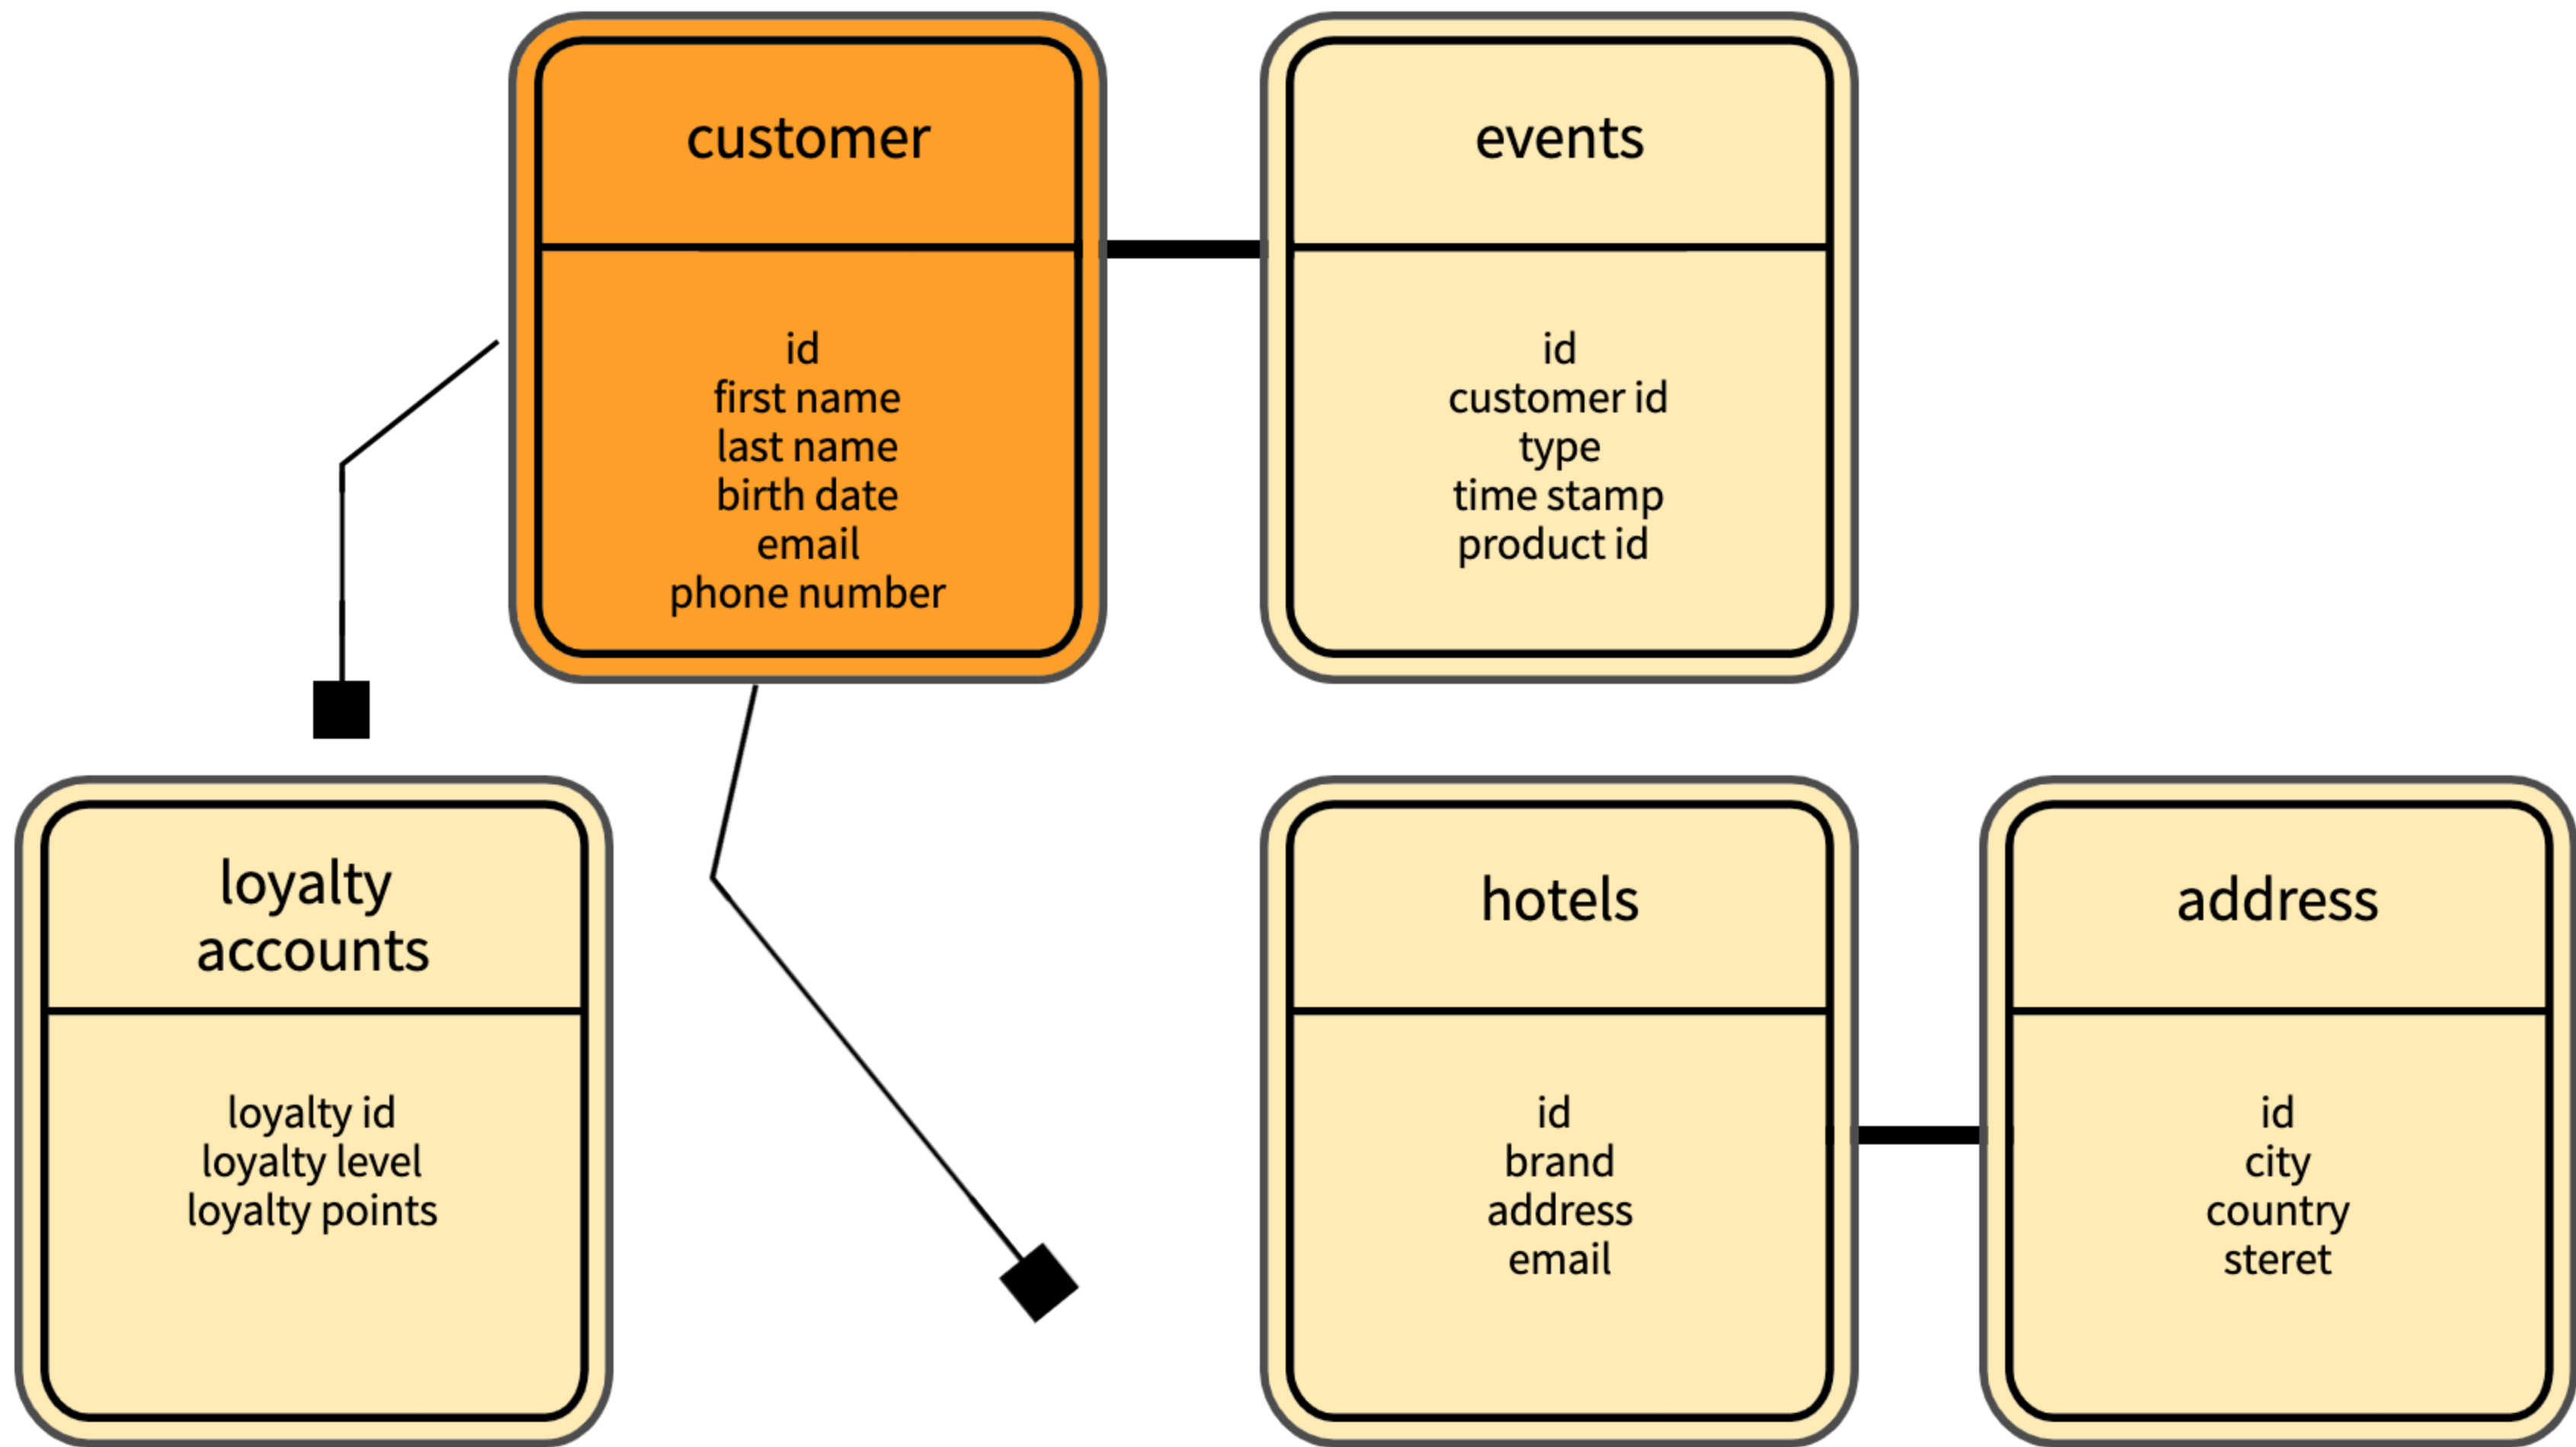 customer
id
first name
last name
birth date
email
phone number
events
id
customer id
type
time stamp
product id
loyalty
accounts
loyalty id
loyalty level
loyalty points
hotels
id
brand
address
email
address
id
city
country
steret